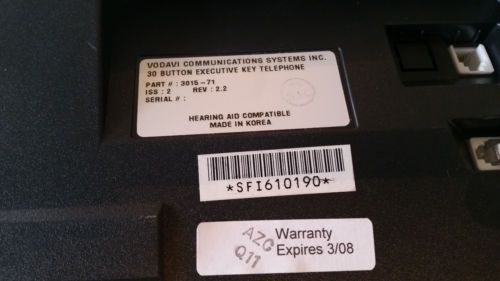 VODAVI COMMUNICATIONS SYSTEMS INC.
30 BUTTON EXECUTIVE KEY TELEPHONE
PART # : 3015-71
ISS : 2 REV : 2.2
SERIAL # :
HEARING AID COMPATIBLE
MADE IN KOREA
*SFI610190*
AZG
Q11
Warranty
Expires 3/08